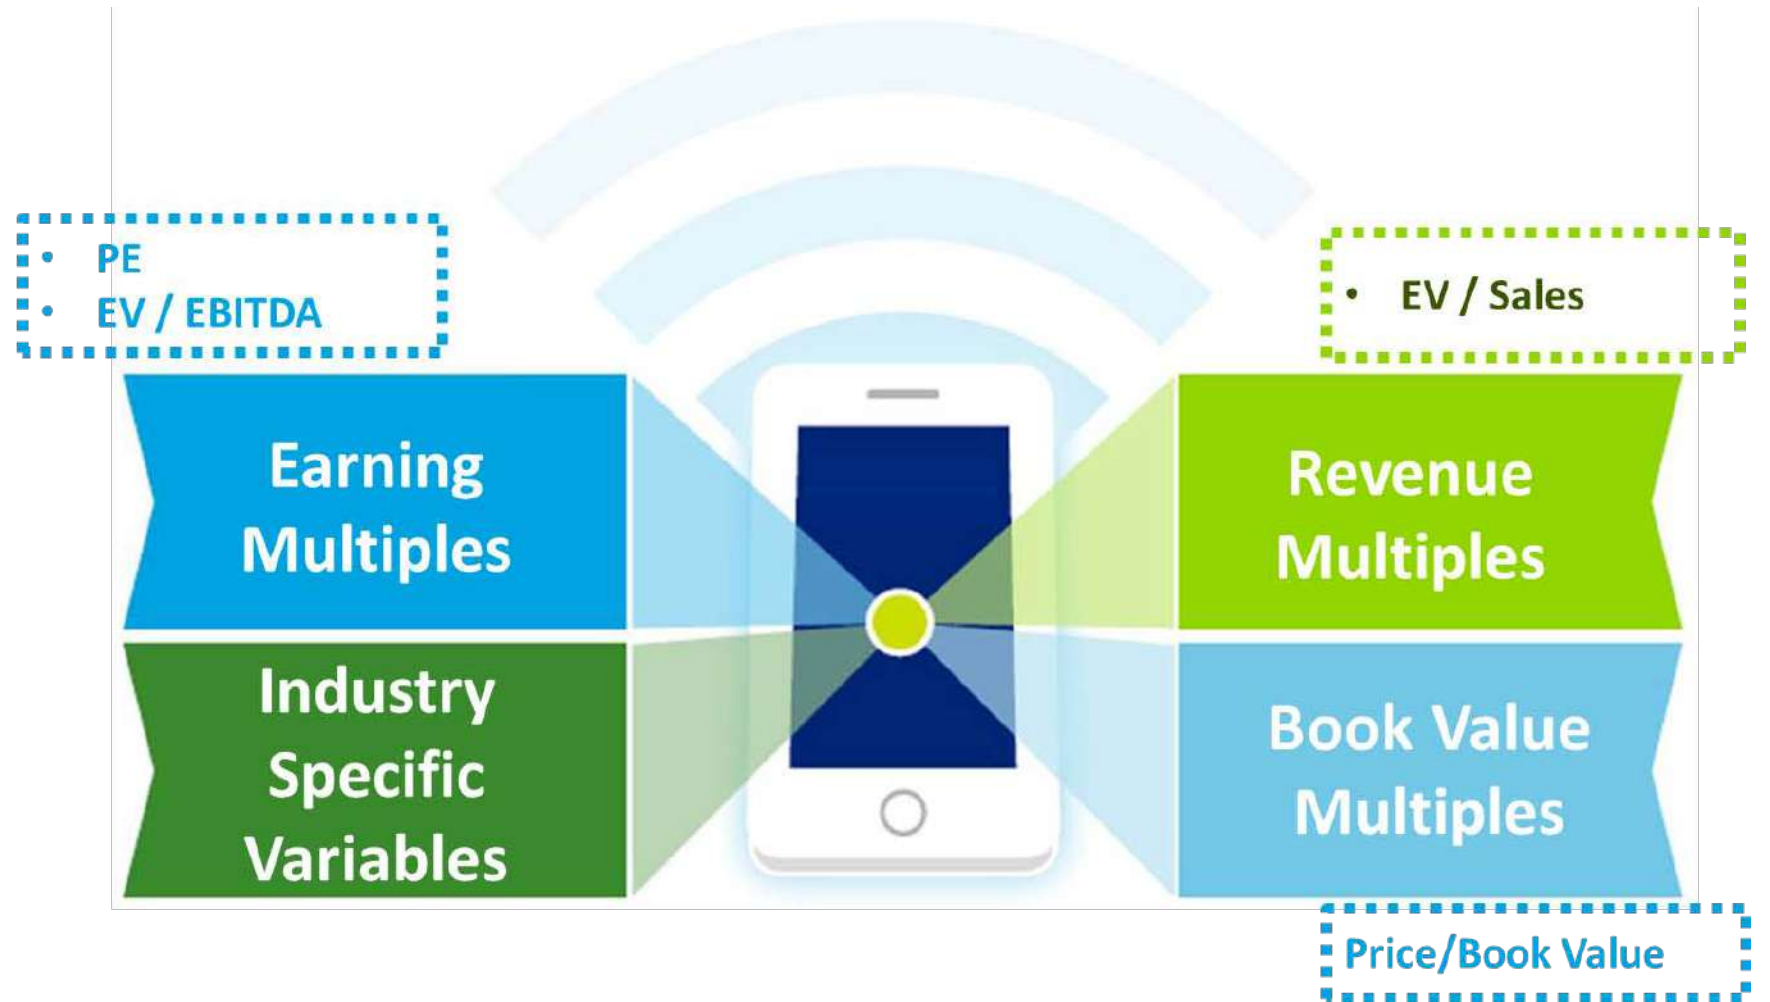 • PE
• EV / EBITDA
• EV / Sales
Earning
Multiples
Revenue
Multiples
Industry
Specific
Variables
Book Value
Multiples
Price/Book Value